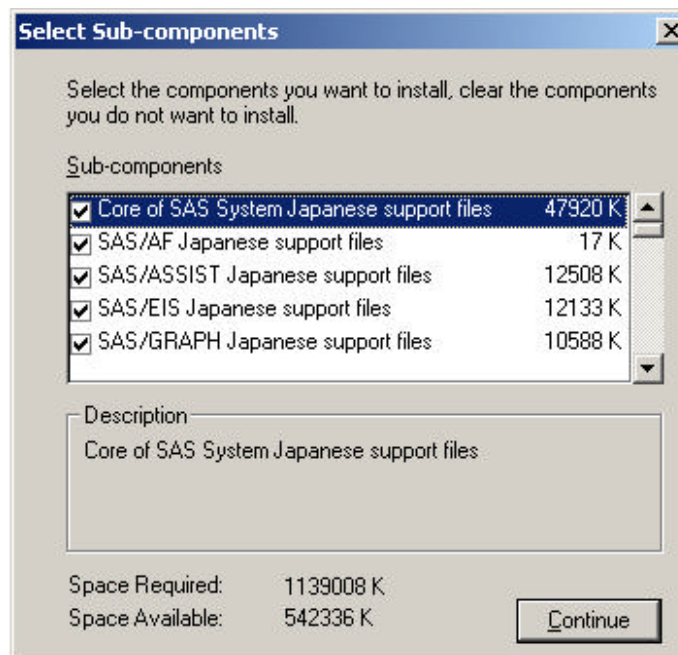 Select Sub-components
Select the components you want to install, clear the components
you do not want to install.
Sub-components
Core of SAS System Japanese support files 47920 K
SAS/AF Japanese support files 17 K
SAS/ASSIST Japanese support files 12508 K
SAS/EIS Japanese support files 12133 K
SAS/GRAPH Japanese support files 10588 K
Description
Core of SAS System Japanese support files
Space Required: 1139008 K
Space Available: 542336 K
Continue